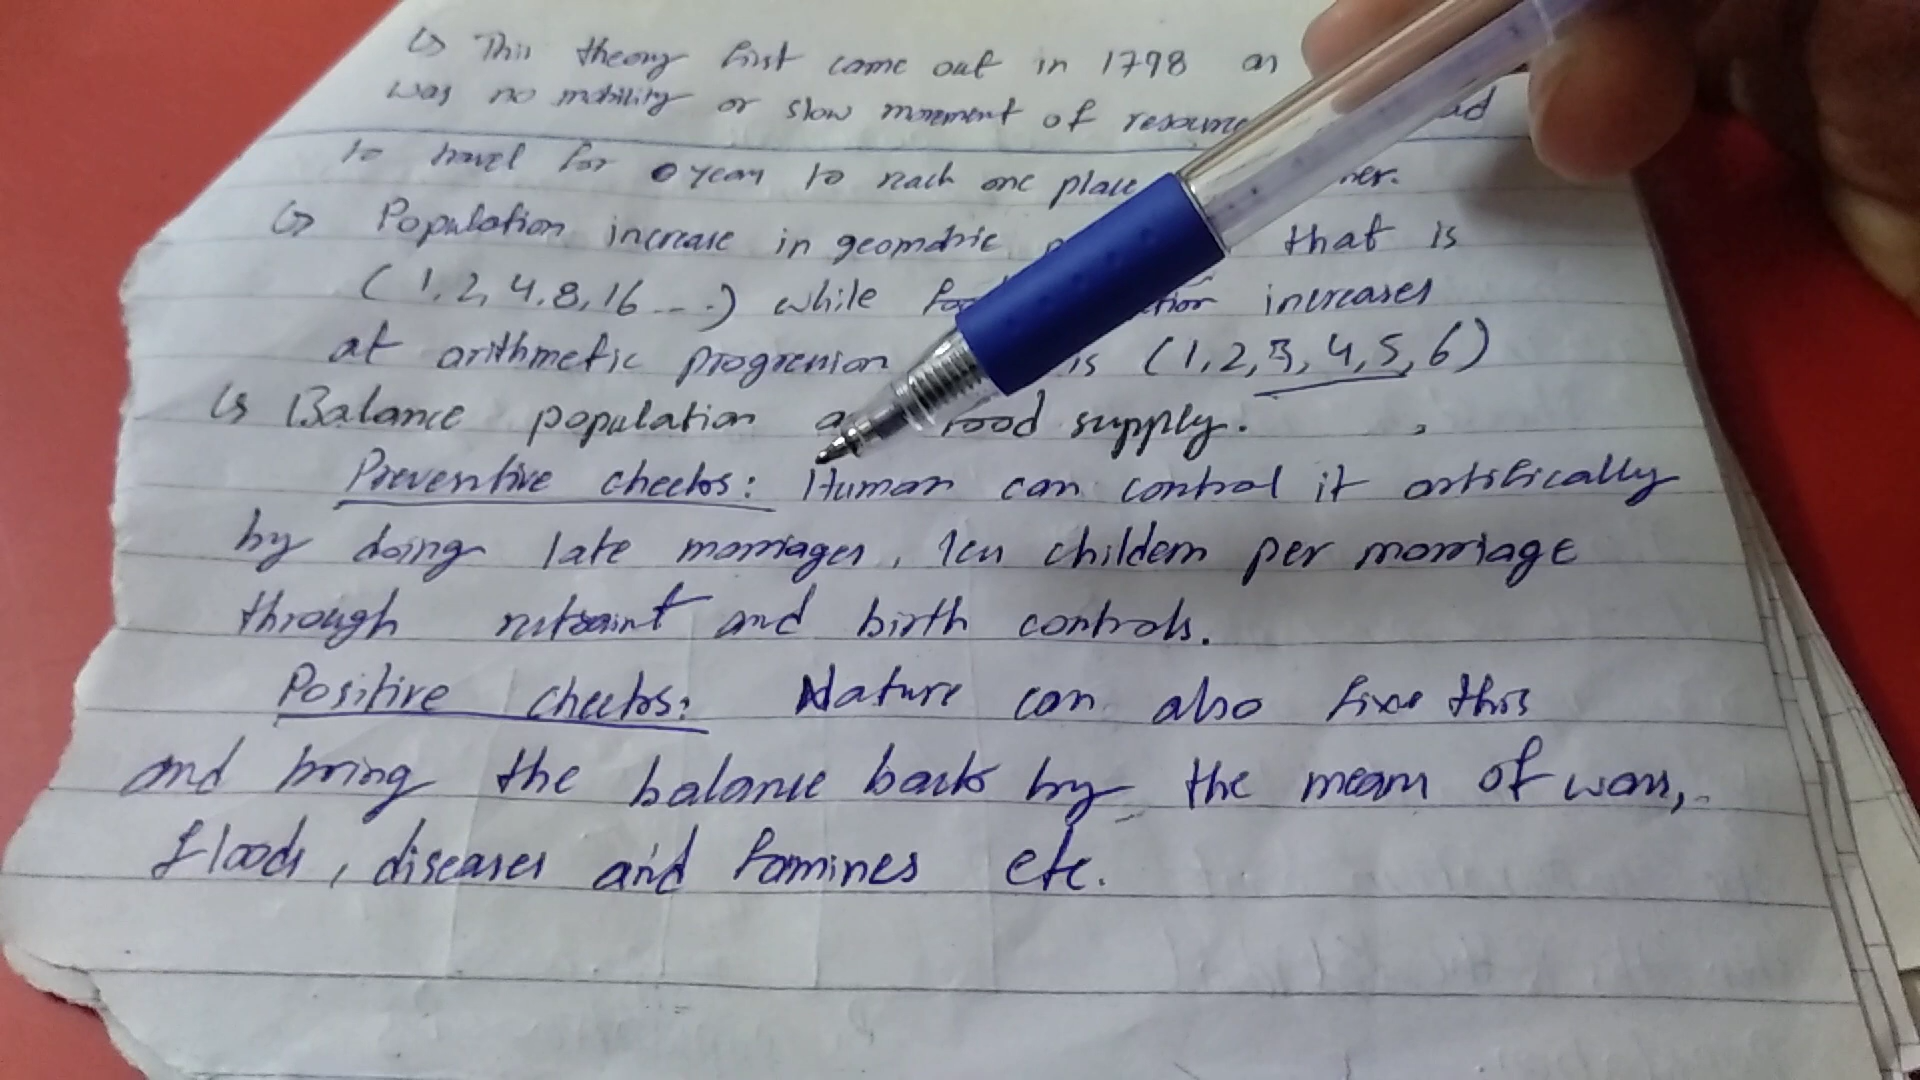 ↳ This theory first came out in 1798 as
was no mobility or slow movement of
to travel for 0 year to reach one place
↳ Population increase in geometric that is
(1, 2, 4, 8, 16 ---) while increases
at arithmetic progression is (1, 2, 3, 4, 5, 6)
↳ Balance population food supply.
Preventive checks: Human can control it artifically
by doing late marriages, less childern per marriage
through restraint and birth controls.
Positive checks: Nature can also fix this
and bring the balance back by the means of wars,
floods, diseases and famines etc.